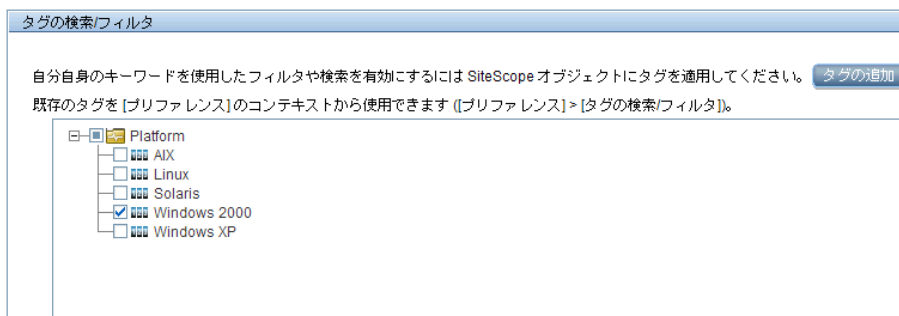 タグの検索/フィルタ
自分自身のキーワードを使用したフィルタや検索を有効にするには SiteScope オブジェクトにタグを適用してください。 タグの追加
既存のタグを [プリファレンス] のコンテキストから使用できます ([プリファレンス] > [タグの検索/フィルタ])。
Platform
AIX
Linux
Solaris
Windows 2000
Windows XP